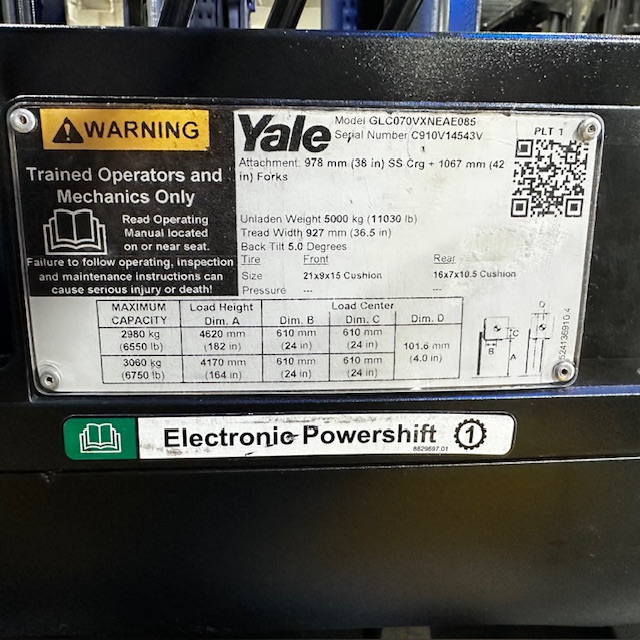 WARNING
Trained Operators and
Mechanics Only
Read Operating
Manual located
on or near seat.
Failure to follow operating, inspection
and maintenance instructions can
cause serious injury or death!
Yale
Model GLC070VXNEAE085
Serial Number C910V14543V
PLT 1
Attachment: 978 mm (38 in) SS Crg + 1067 mm (42
in) Forks
Unladen Weight 5000 kg (11030 lb)
Tread Width 927 mm (36.5 in)
Back Tilt 5.0 Degrees
Tire Front Rear
Size 21x9x15 Cushion 16x7x10.5 Cushion
Pressure --- ---
MAXIMUM CAPACITY Load Height Load Center
Dim. A Dim. B Dim. C Dim. D
2980 kg 4620 mm 610 mm 610 mm
(6550 lb) (182 in) (24 in) (24 in)
101.6 mm
(4.0 in)
3060 kg 4170 mm 610 mm 610 mm
(6750 lb) (164 in) (24 in) (24 in)
D
B
C
A
524136910.4
Electronic Powershift 1
8829697.01